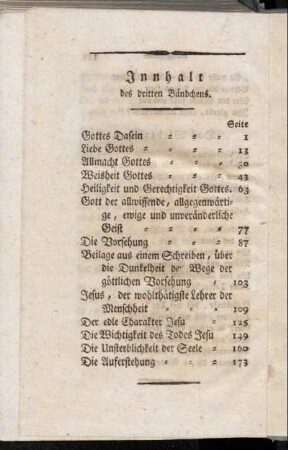 Innhalt
des dritten Bändchens.
Seite
Gottes Dasein = = = 1
Liebe Gottes = = = 13
Allmacht Gottes = = = 30
Weisheit Gottes = = = 43
Heiligkeit und Gerechtigkeit Gottes. 63
Gott der allwissende, allgegenwärti-
ge, ewige und unveränderliche
Geist = = = 77
Die Vorsehung = = = 87
Beilage aus einem Schreiben, über
die Dunkelheit der Wege der
göttlichen Vorsehung = 103
Jesus, der wohlthätigste Lehrer der
Menschheit = = = 109
Der edle Charakter Jesu = = 125
Die Wichtigkeit des Todes Jesu 149
Die Unsterblichkeit der Seele = 160
Die Auferstehung = = = 173